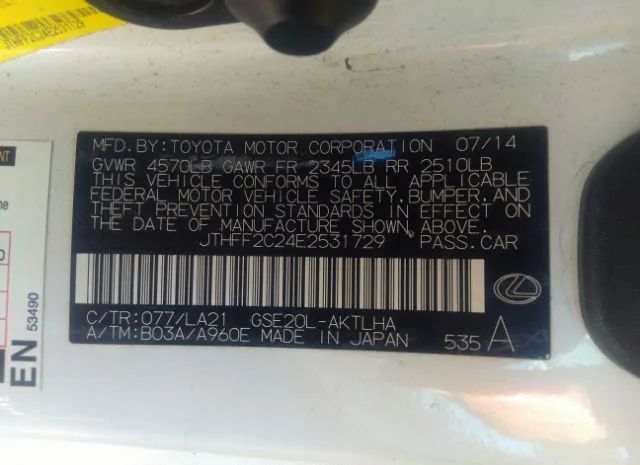 JTHFF2C24E2531729
MFD.BY:TOYOTA MOTOR CORPORATION 07/14
GVWR 4570LB GAWR FR 2345LB RR 2510LB
THIS VEHICLE CONFORMS TO ALL APPLICABLE
FEDERAL MOTOR VEHICLE SAFETY,BUMPER, AND
THEFT PREVENTION STANDARDS IN EFFECT ON
THE DATE OF MANUFACTURE SHOWN ABOVE.
JTHFF2C24E2531729 PASS.CAR
C/TR:077/LA21 GSE20L-AKTLHA
A/TM:B03A/A960E MADE IN JAPAN 535 A
EN 53490